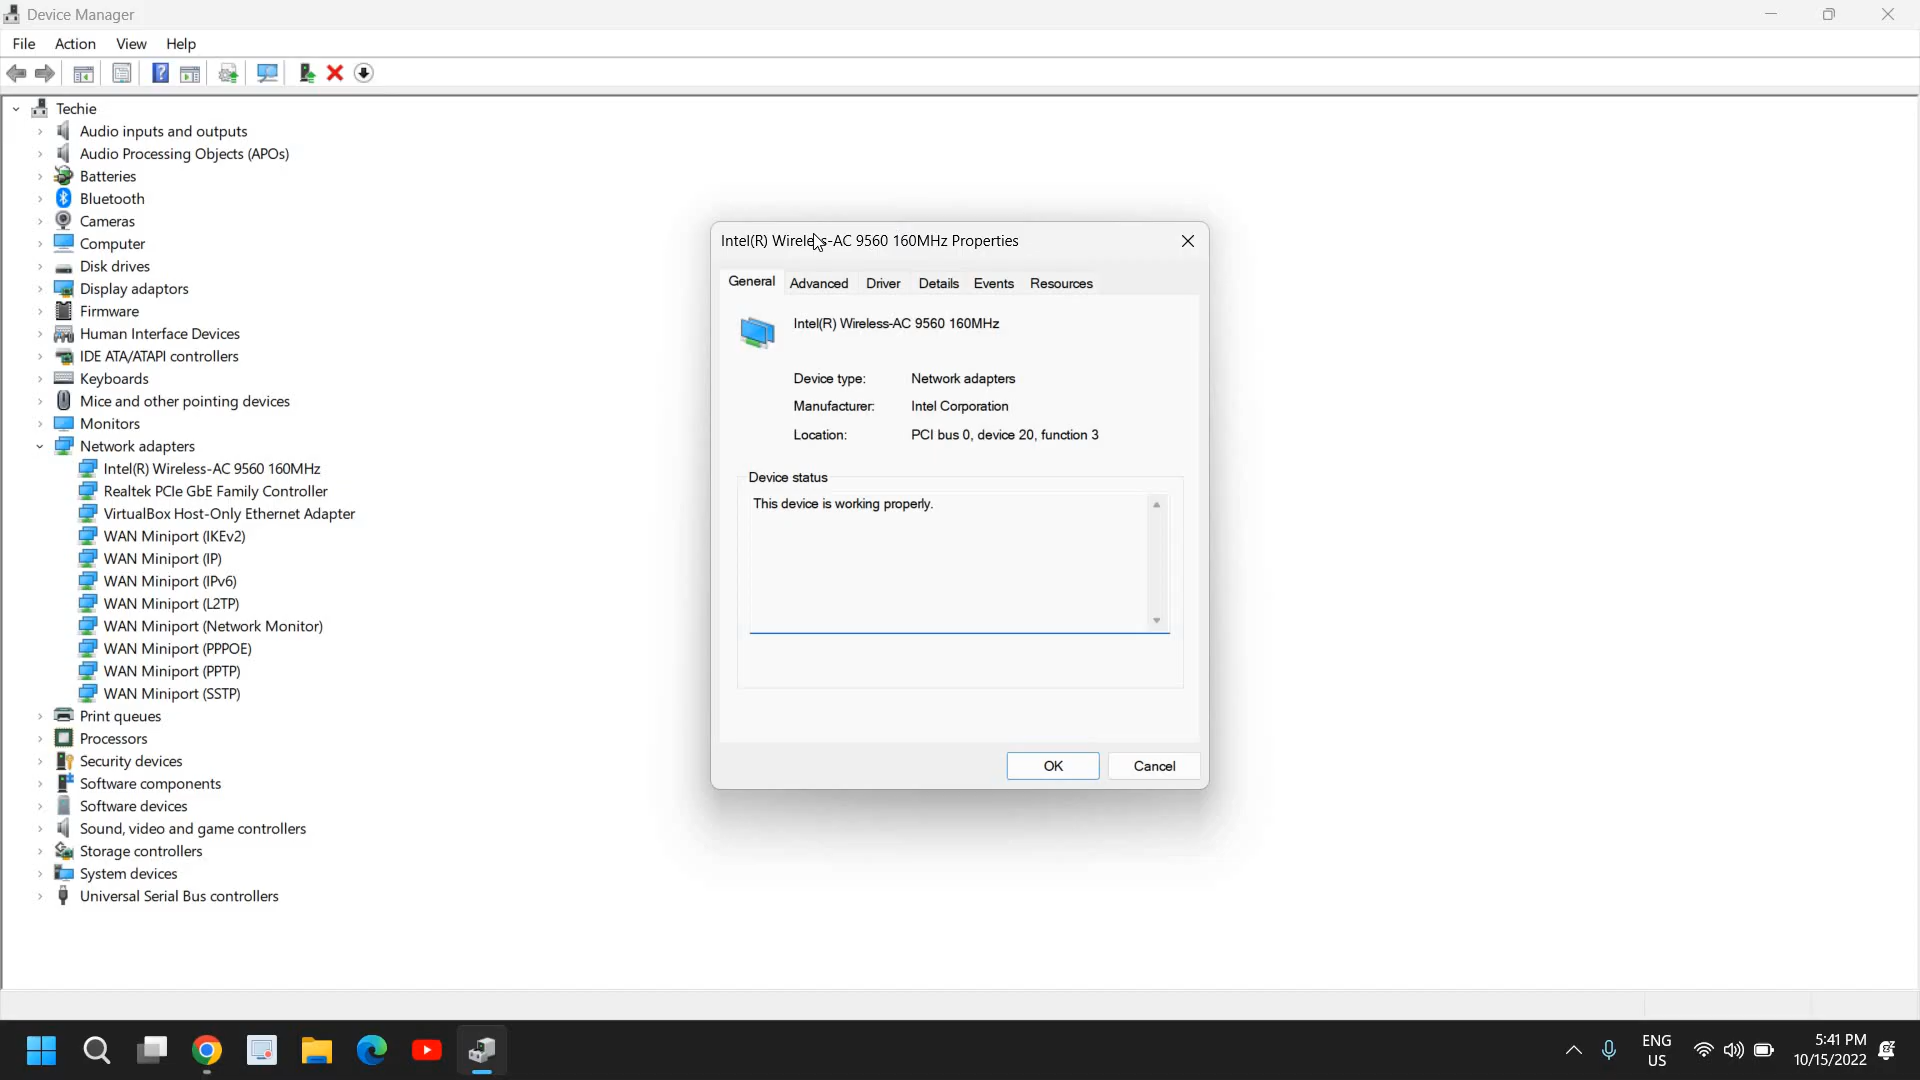 Device Manager
File Action View Help
Techie
Audio inputs and outputs
Audio Processing Objects (APOs)
Batteries
Bluetooth
Cameras
Computer
Disk drives
Display adaptors
Firmware
Human Interface Devices
IDE ATA/ATAPI controllers
Keyboards
Mice and other pointing devices
Monitors
Network adapters
Intel(R) Wireless-AC 9560 160MHz
Realtek PCIe GbE Family Controller
VirtualBox Host-Only Ethernet Adapter
WAN Miniport (IKEv2)
WAN Miniport (IP)
WAN Miniport (IPv6)
WAN Miniport (L2TP)
WAN Miniport (Network Monitor)
WAN Miniport (PPPOE)
WAN Miniport (PPTP)
WAN Miniport (SSTP)
Print queues
Processors
Security devices
Software components
Software devices
Sound, video and game controllers
Storage controllers
System devices
Universal Serial Bus controllers
Intel(R) Wireless-AC 9560 160MHz Properties
General Advanced Driver Details Events Resources
Intel(R) Wireless-AC 9560 160MHz
Device type: Network adapters
Manufacturer: Intel Corporation
Location: PCI bus 0, device 20, function 3
Device status
This device is working properly.
OK Cancel
ENG
US
5:41 PM
10/15/2022